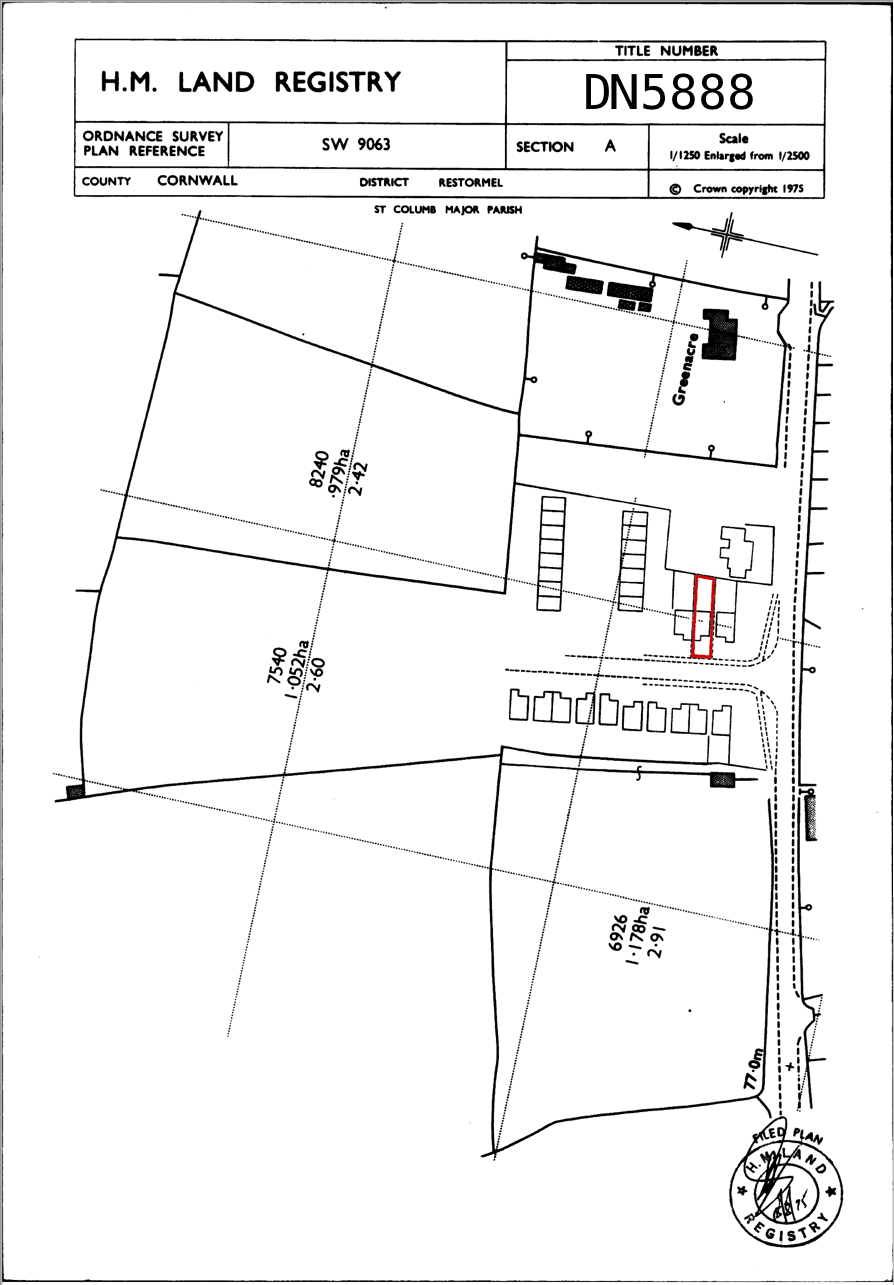 H.M. LAND REGISTRY
TITLE NUMBER
DN5888
ORDNANCE SURVEY
PLAN REFERENCE
SW 9063
SECTION A
Scale
1/1250 Enlarged from 1/2500
COUNTY CORNWALL
DISTRICT RESTORMEL
© Crown copyright 1975
ST COLUMB MAJOR PARISH
Greenacre
8240
·979ha
2·42
7540
1·052ha
2·60
6926
1·178ha
2·91
77·0m
FILED PLAN
H.M. LAND
REGISTRY